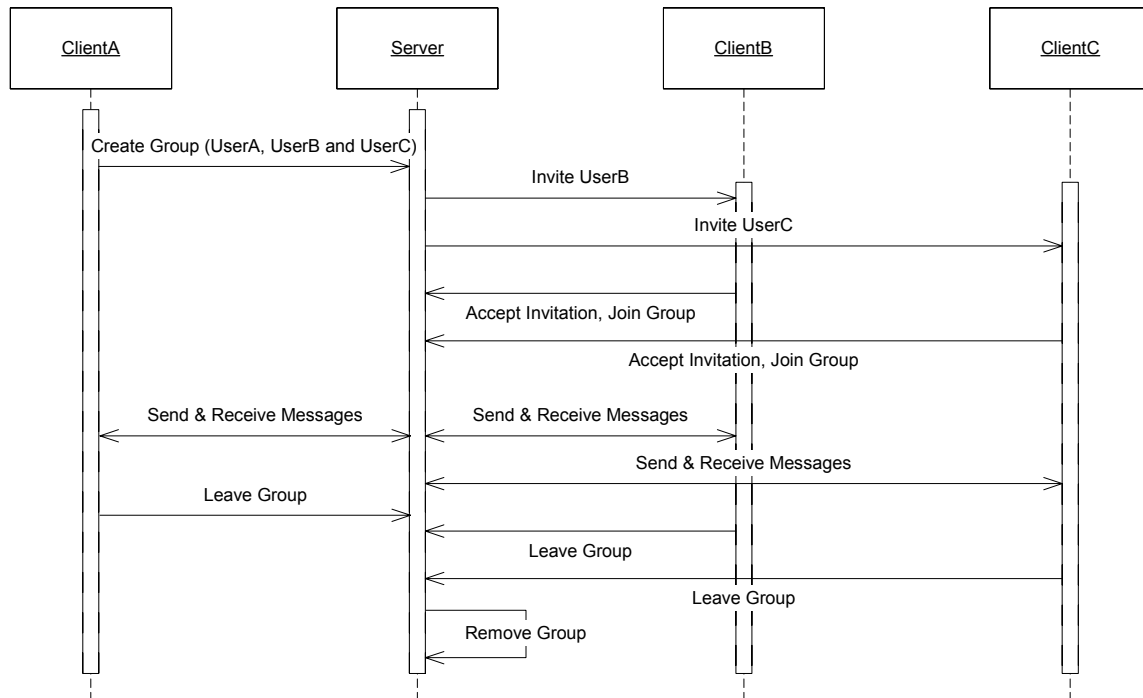 ClientA
Server
ClientB
ClientC
Create Group (UserA, UserB and UserC)
Invite UserB
Invite UserC
Accept Invitation, Join Group
Accept Invitation, Join Group
Send & Receive Messages
Send & Receive Messages
Send & Receive Messages
Leave Group
Leave Group
Leave Group
Remove Group